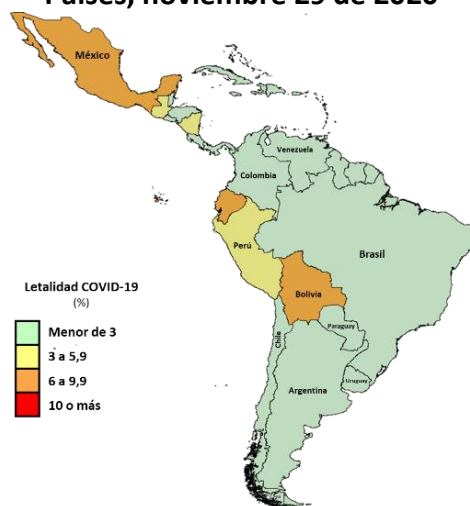 Países, noviembre 29 de 2020
México
Venezuela
Colombia
Perú
Brasil
Bolivia
Paraguay
Chile
Uruguay
Argentina
Letalidad COVID-19
(%)
Menor de 3
3 a 5,9
6 a 9,9
10 o más